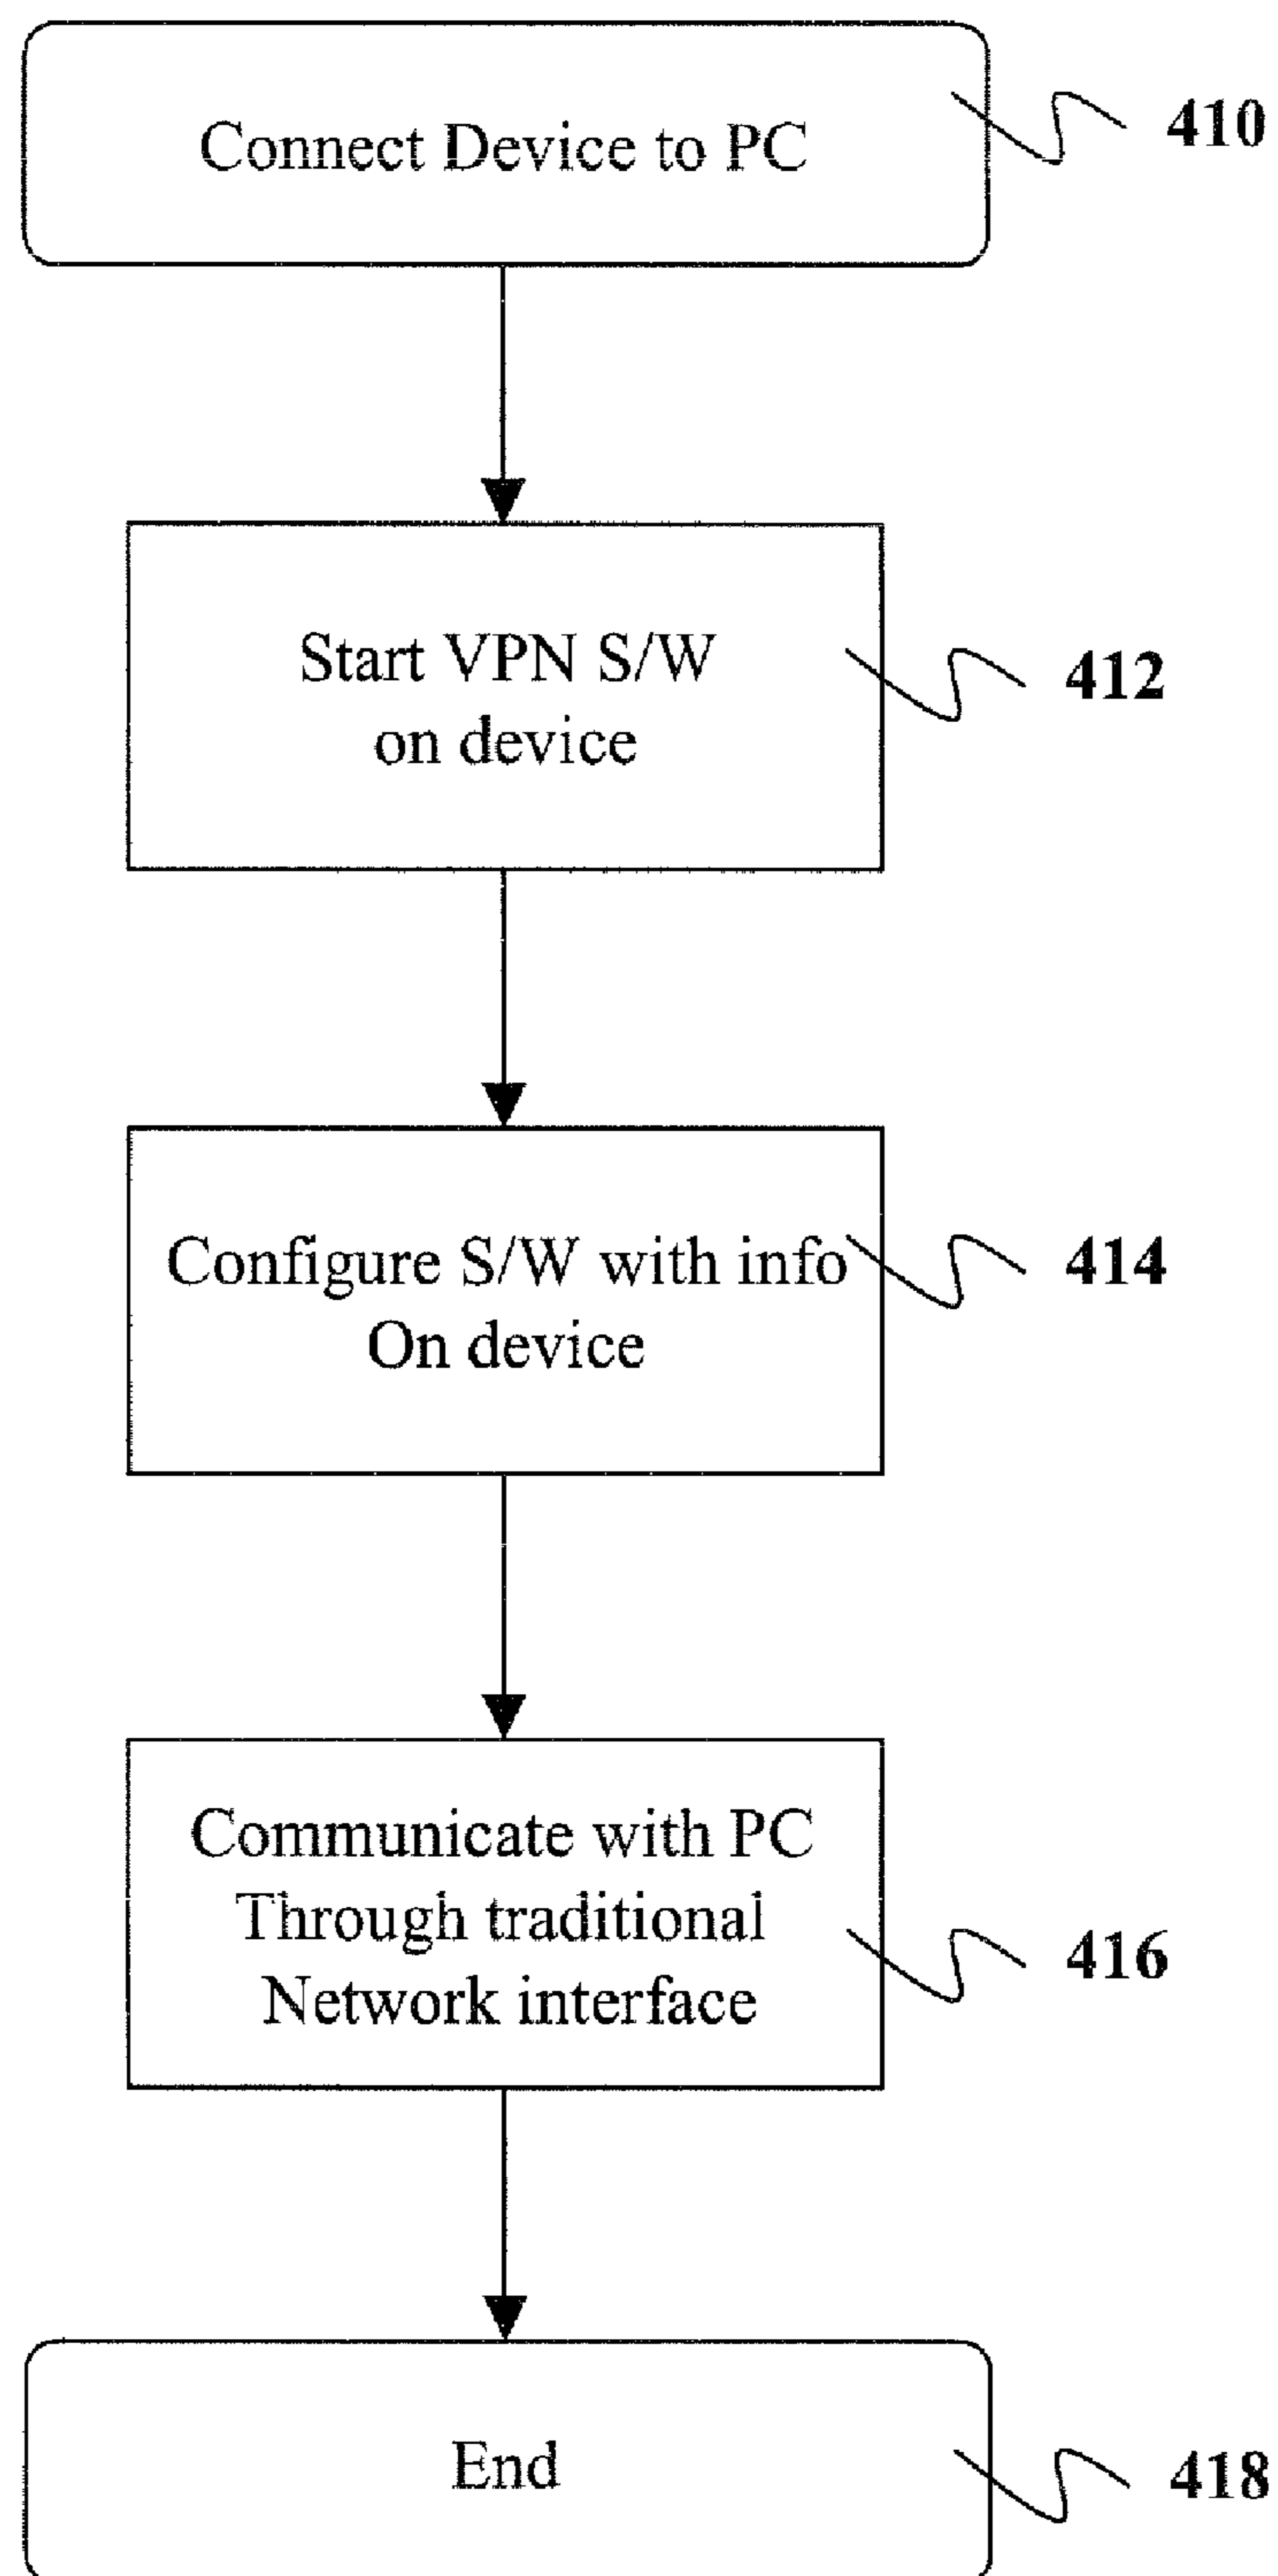 Connect Device to PC
410
Start VPN S/W
on device
412
Configure S/W with info
On device
414
Communicate with PC
Through traditional
Network interface
416
End
418